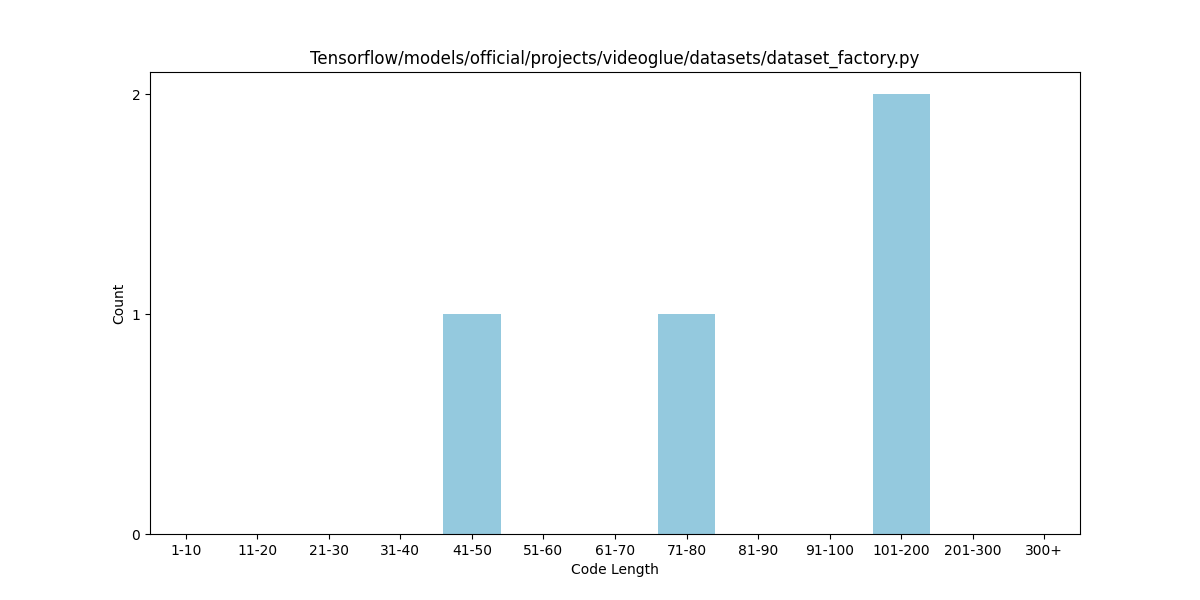 Tensorflow/models/official/projects/videoglue/datasets/dataset_factory.py
2
1
0
Count
1-10 11-20 21-30 31-40 41-50 51-60 61-70 71-80 81-90 91-100 101-200 201-300 300+
Code Length